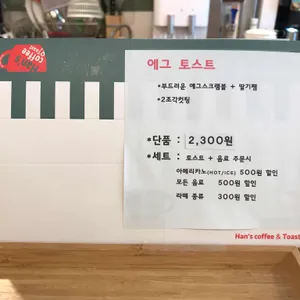 coffee
에그 토스트
*부드러운 에그스크램블 + 딸기잼
*2조각컷팅
*단품 : 2,300원
*세트 : 토스트 + 음료 주문시
아메리카노(HOT/ICE) 500원 할인
모든 음료 500원 할인
라떼 종류 300원 할인
Han's coffee & Toast